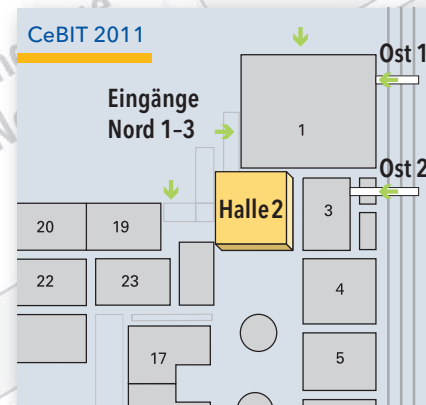 CeBIT 2011
Ost 1
Eingänge
Nord 1–3
1
Ost 2
Halle 2
3
20
19
22
23
4
17
5